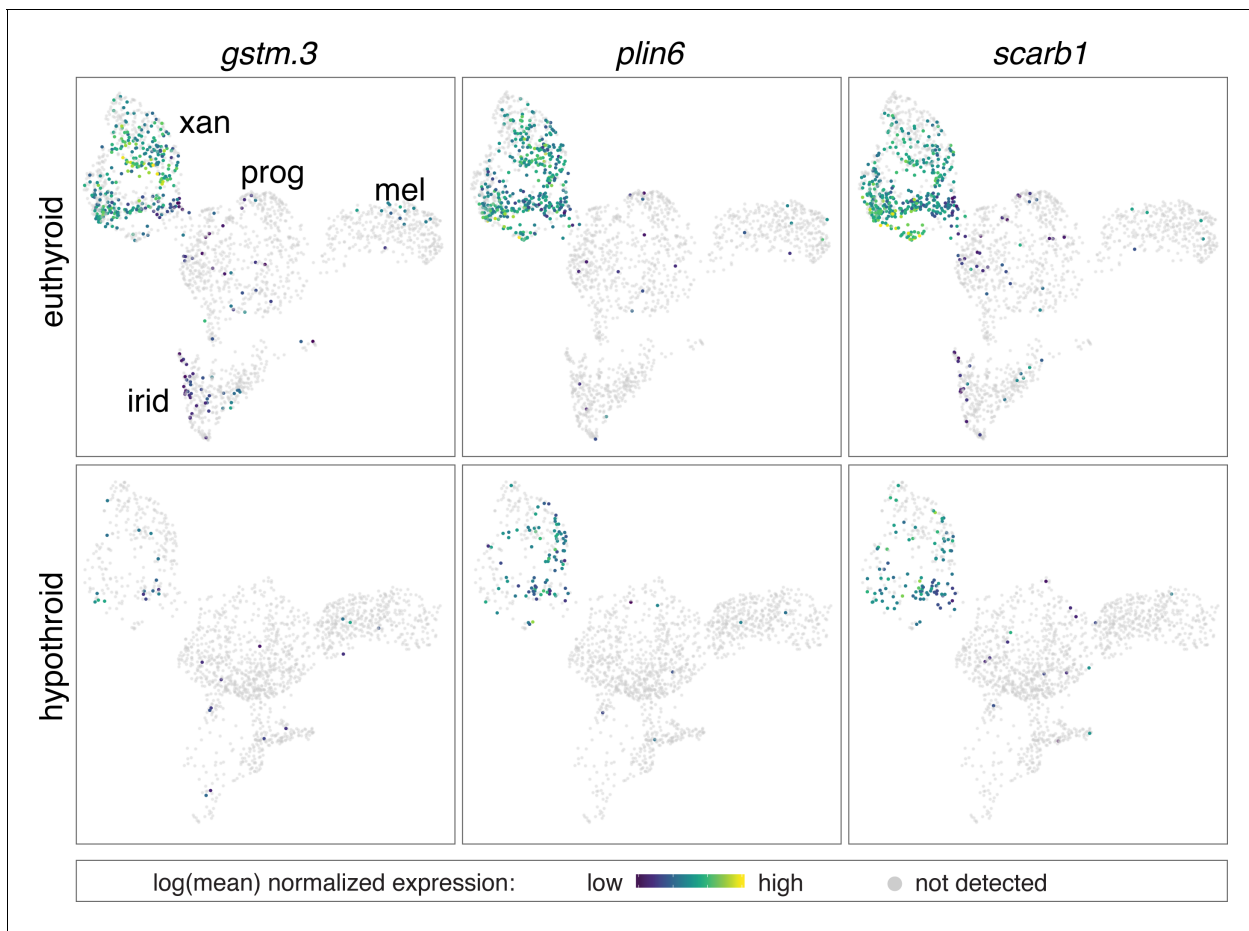 gstm.3 plin6 scarb1
euthyroid
xan
prog
mel
irid
hypothroid
log(mean) normalized expression: low high not detected